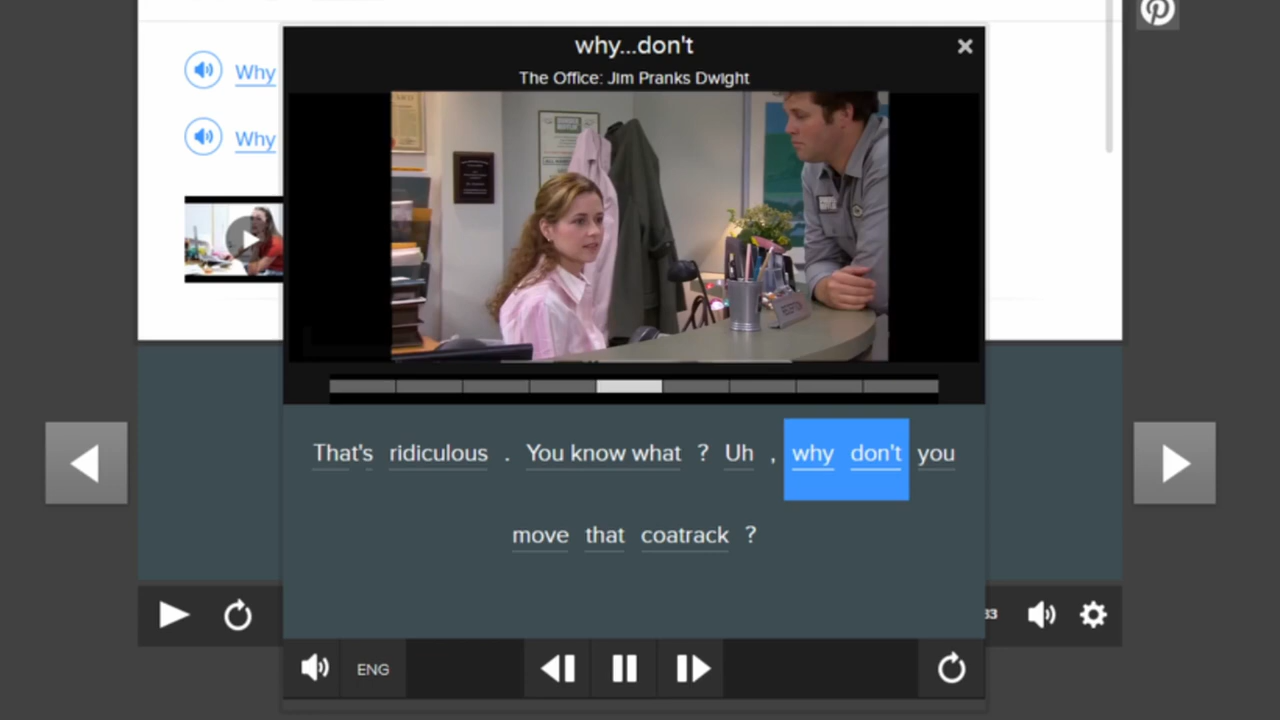 why...don't
The Office: Jim Pranks Dwight
Why
Why
That's ridiculous . You know what ? Uh , why don't you
move that coatrack ?
33
ENG